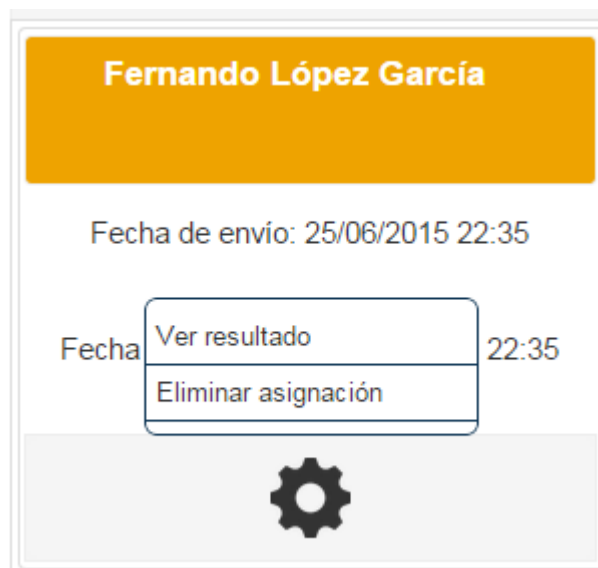 Fernando López García
Fecha de envío: 25/06/2015 22:35
Ver resultado
Fecha 22:35
Eliminar asignación